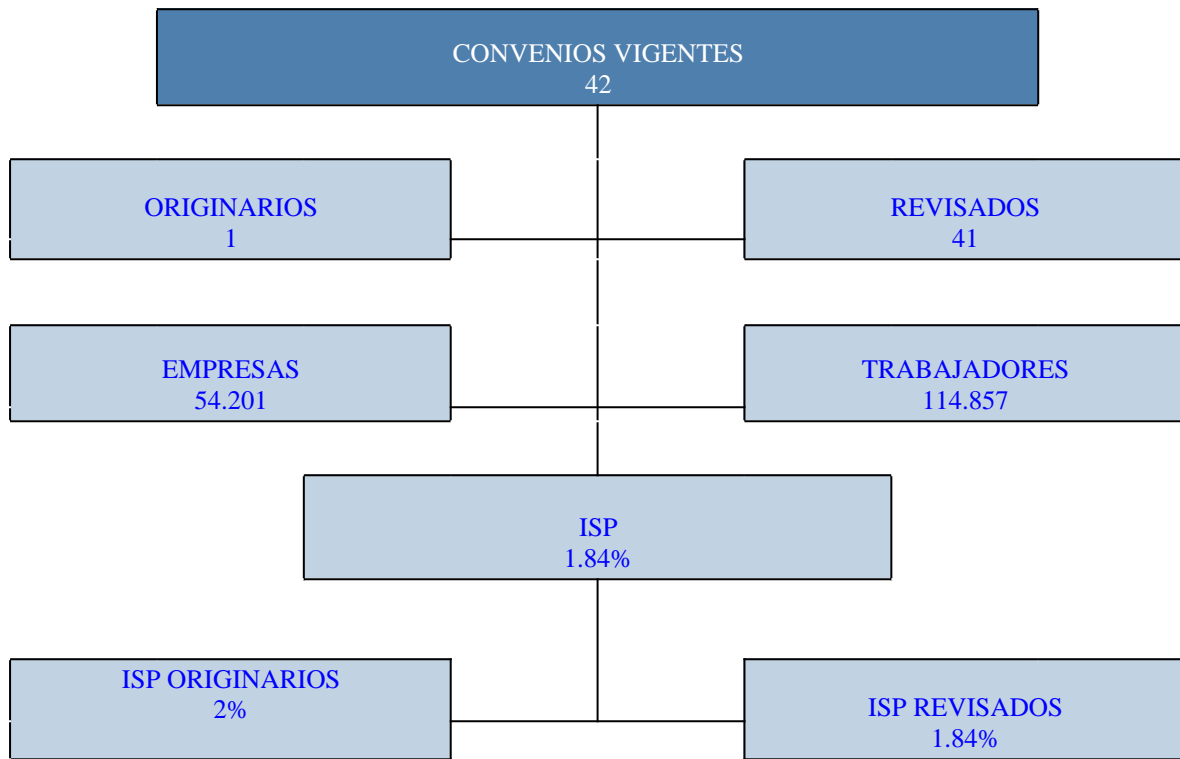 CONVENIOS VIGENTES
42
ORIGINARIOS
1
REVISADOS
41
EMPRESAS
54.201
TRABAJADORES
114.857
ISP
1.84%
ISP ORIGINARIOS
2%
ISP REVISADOS
1.84%